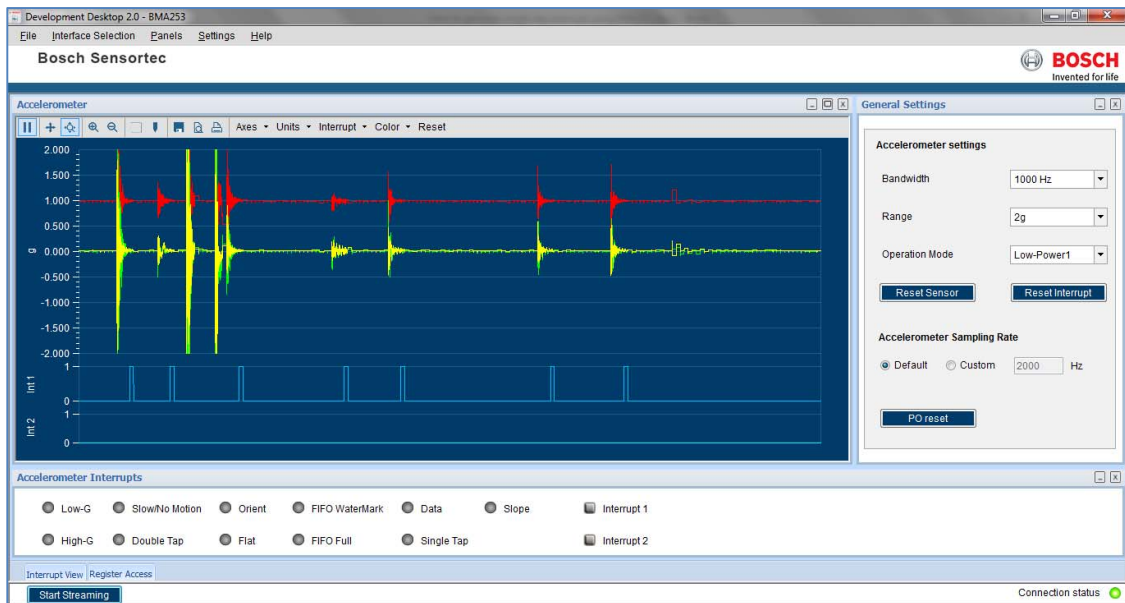 Development Desktop 2.0 - BMA253
File Interface Selection Panels Settings Help
Bosch Sensortec
BOSCH
Invented for life
Accelerometer
Axes Units Interrupt Color Reset
2.000
1.500
1.000
0.500
g
0.000
-0.500
-1.000
-1.500
-2.000
1
Int 1
0
1
Int 2
0
General Settings
Accelerometer settings
Bandwidth 1000 Hz
Range 2g
Operation Mode Low-Power1
Reset Sensor Reset Interrupt
Accelerometer Sampling Rate
Default Custom 2000 Hz
PO reset
Accelerometer Interrupts
Low-G Slow/No Motion Orient FIFO WaterMark Data Slope Interrupt 1
High-G Double Tap Flat FIFO Full Single Tap Interrupt 2
Interrupt View Register Access
Start Streaming Connection status